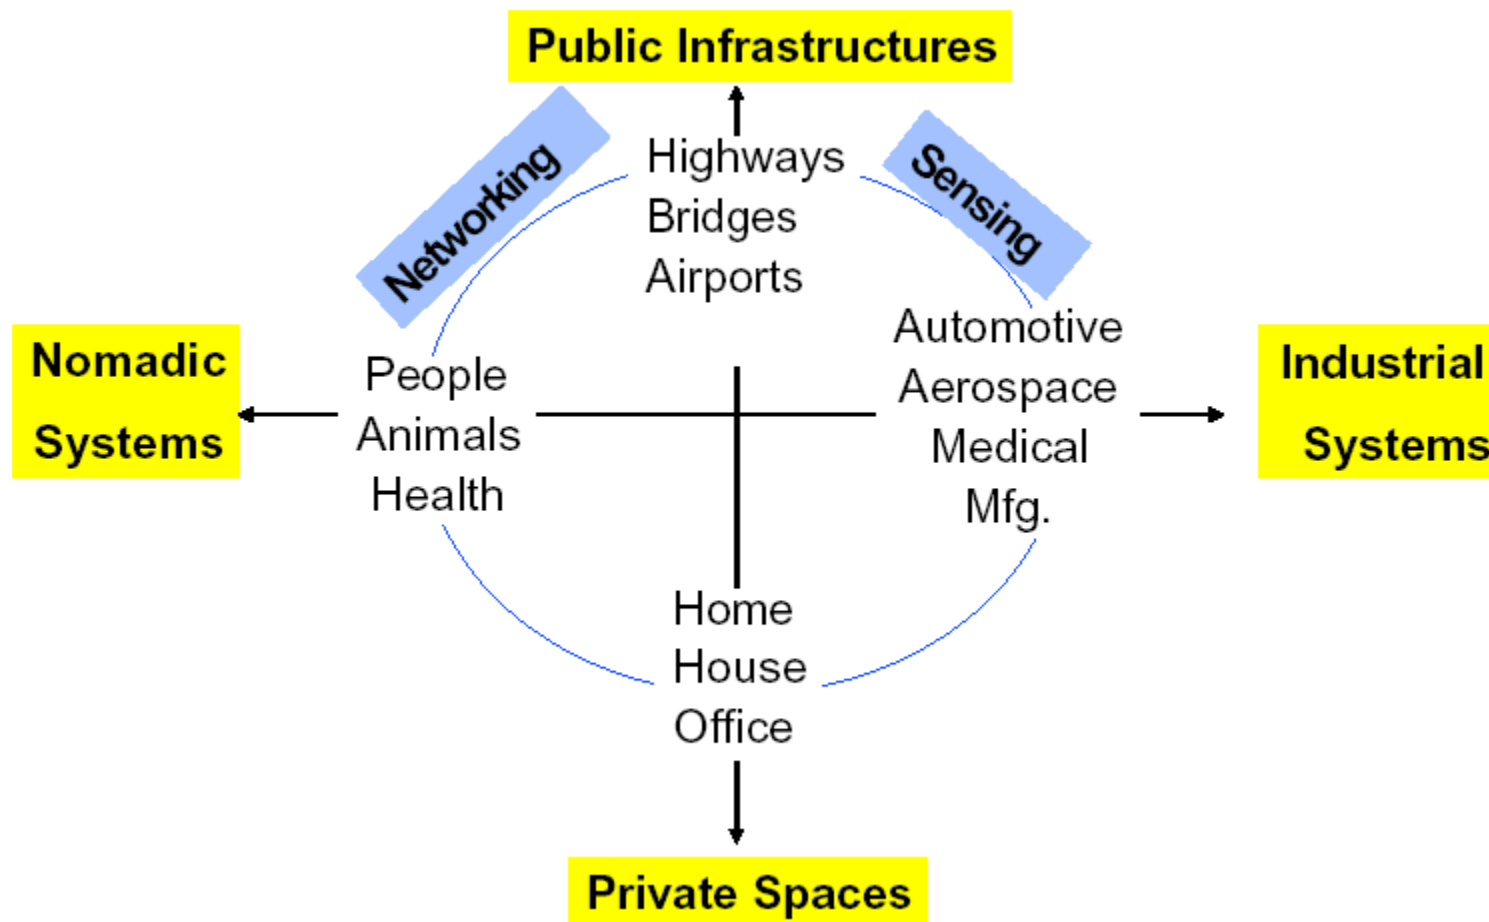 Public Infrastructures
Networking
Sensing
Highways
Bridges
Airports
Nomadic
Systems
People
Animals
Health
Automotive
Aerospace
Medical
Mfg.
Industrial
Systems
Home
House
Office
Private Spaces